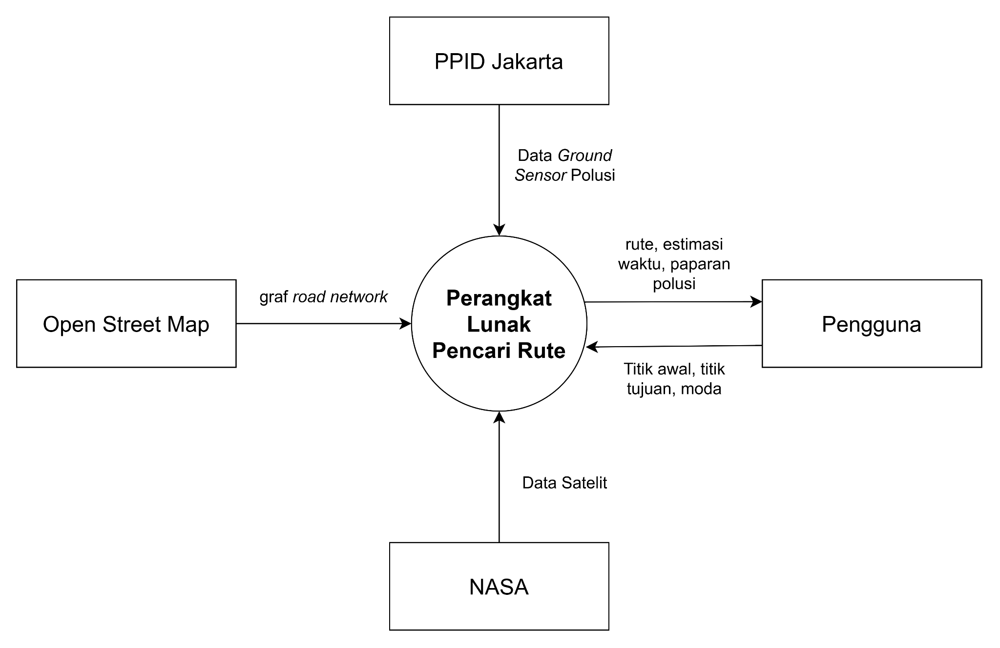 PPID Jakarta
Data Ground
Sensor Polusi
rute, estimasi
waktu, paparan
polusi
Open Street Map
graf road network
Perangkat
Lunak
Pencari Rute
Pengguna
Titik awal, titik
tujuan, moda
Data Satelit
NASA